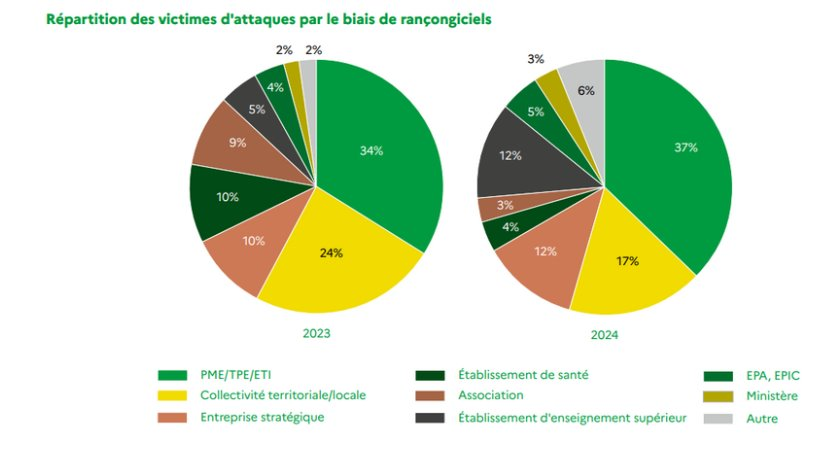 Répartition des victimes d'attaques par le biais de rançongiciels
2% 2%
4%
5%
9%
10%
10%
24%
34%
2023
3%
6%
5%
12%
3%
4%
12%
17%
37%
2024
PME/TPE/ETI
Collectivité territoriale/locale
Entreprise stratégique
Établissement de santé
Association
Établissement d'enseignement supérieur
EPA, EPIC
Ministère
Autre